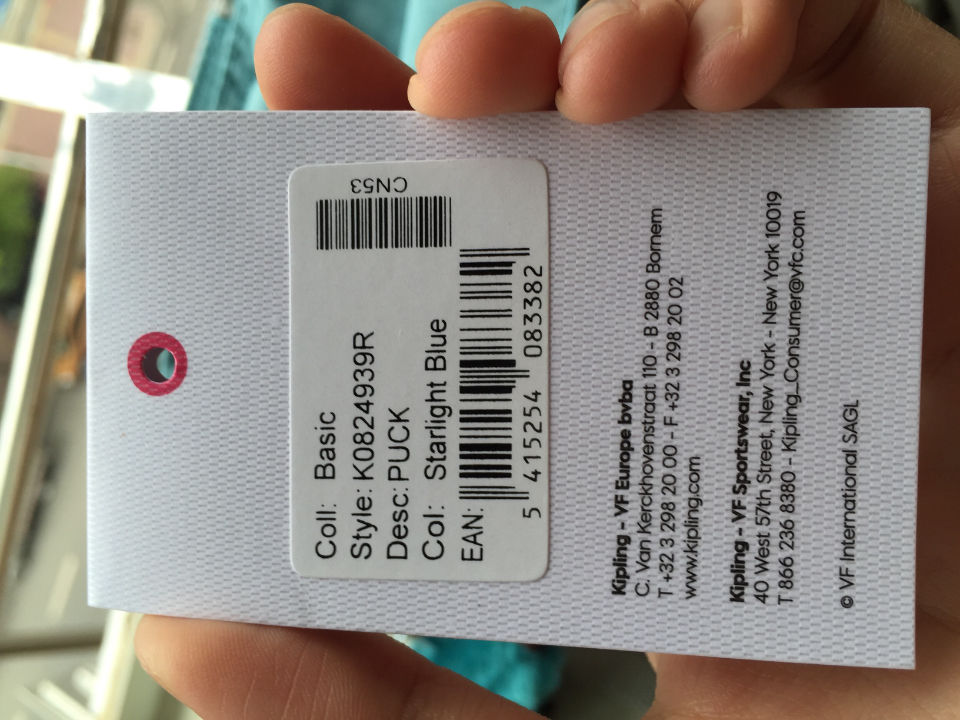 Coll: Basic
Style: K0824939R
Desc: PUCK
Col: Starlight Blue
EAN:
5 415254 083382
CN53
Kipling - VF Europe bvba
C. Van Kerckhovenstraat 110 - B 2880 Bornem
T +32 3 298 20 00 - F +32 3 298 20 02
www.kipling.com
Kipling - VF Sportswear, Inc
40 West 57th Street, New York - New York 10019
T 866 236 8380 - Kipling_Consumer@vfc.com
© VF International SAGL